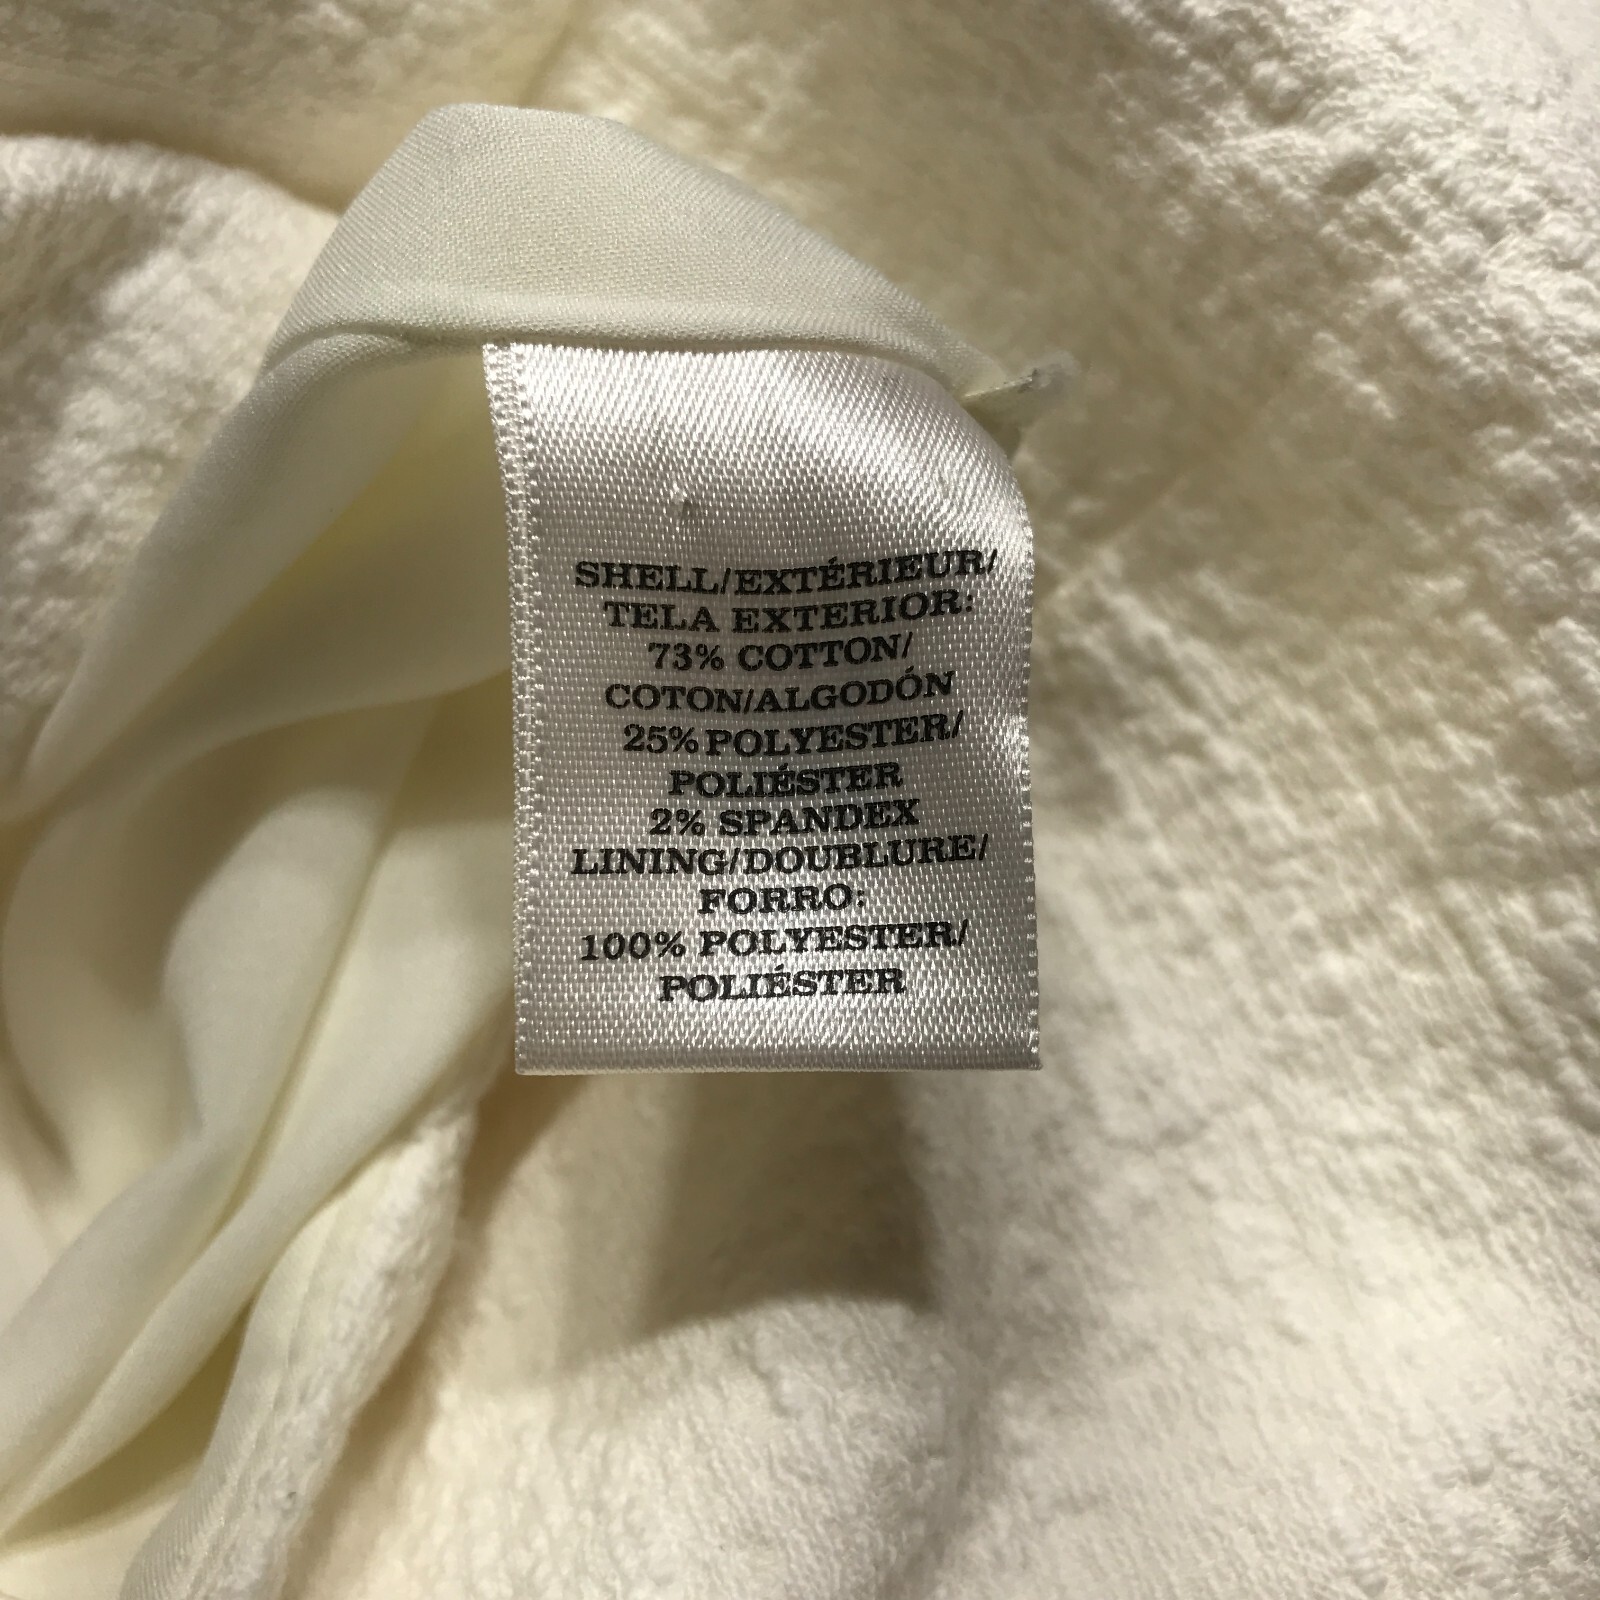 SHELL/EXTÉRIEUR/
TELA EXTERIOR:
73% COTTON/
COTON/ALGODÓN
25% POLYESTER/
POLIÉSTER
2% SPANDEX
LINING/DOUBLURE/
FORRO:
100% POLYESTER/
POLIÉSTER